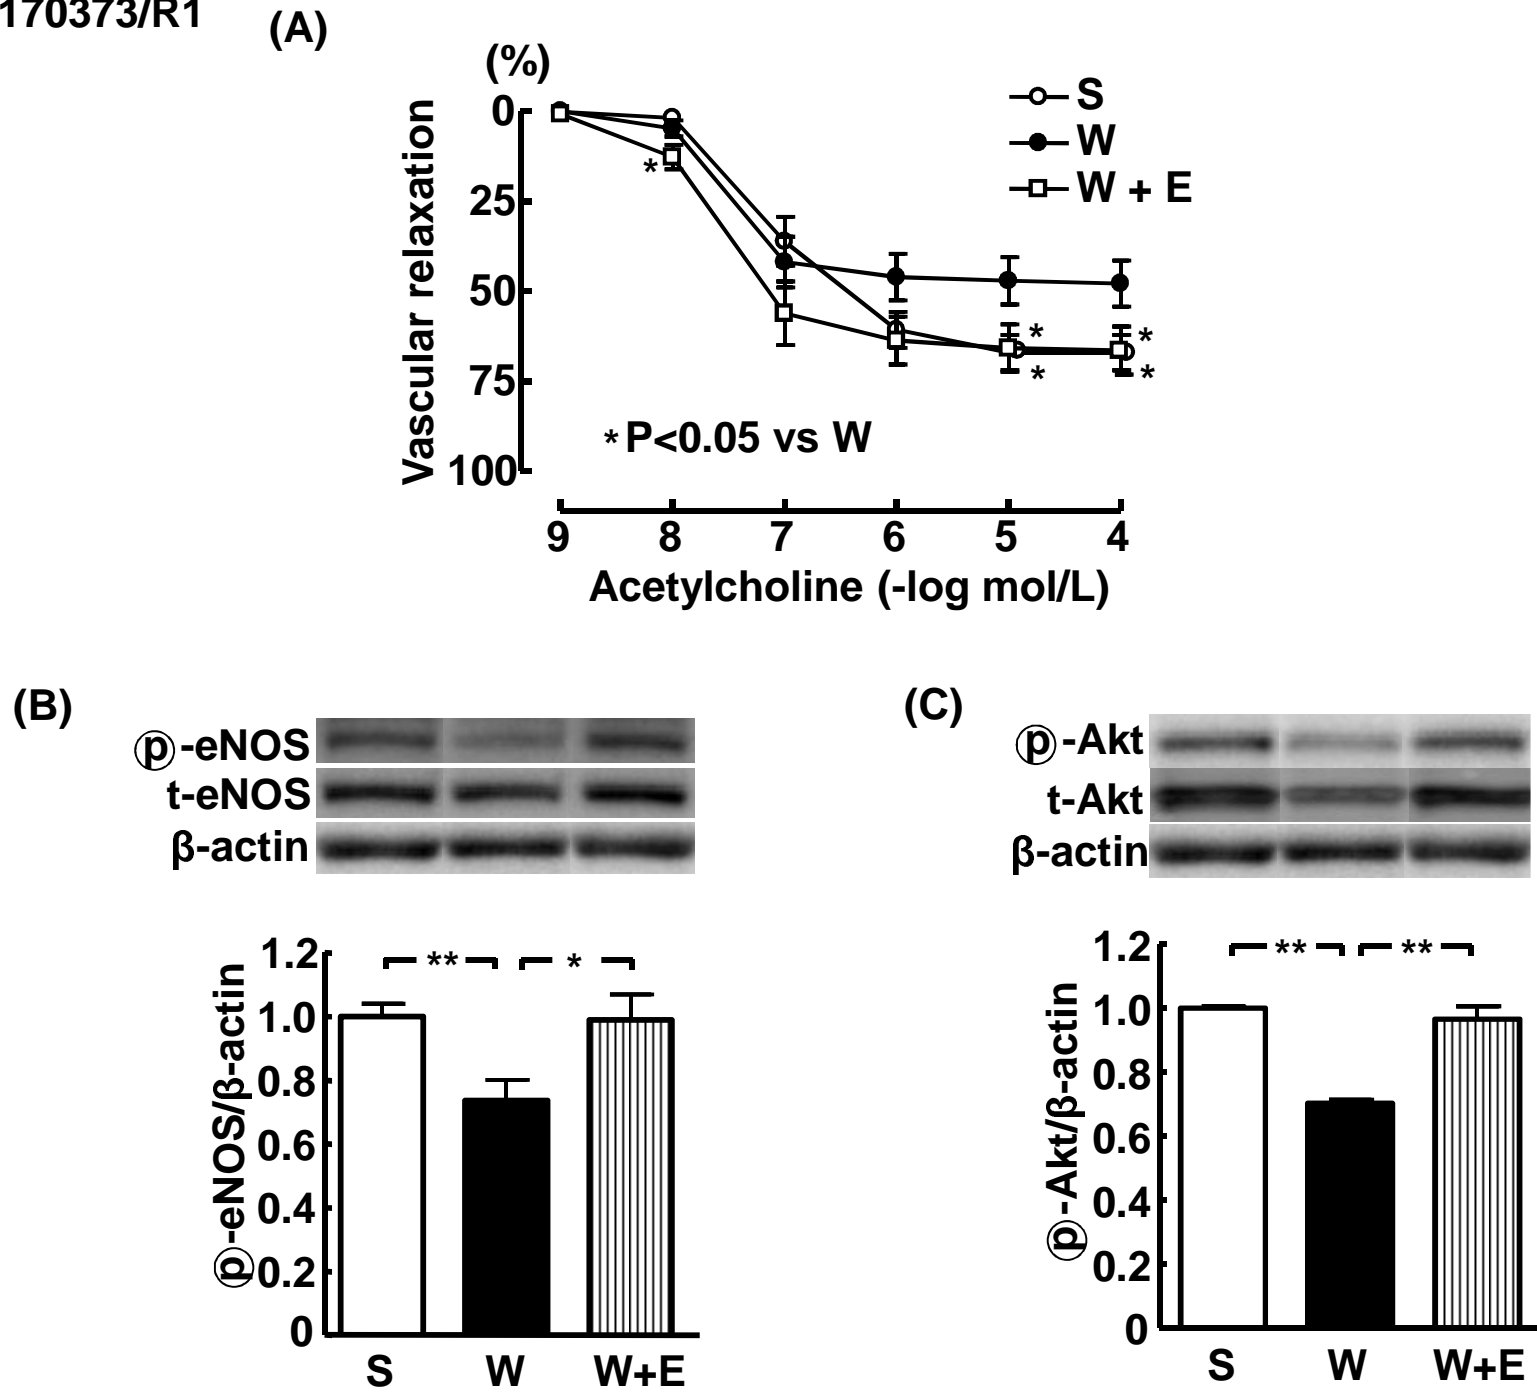 170373/R1
(A)
(%)
Vascular relaxation
0
25
50
75
100
S
W
W + E
*
*
*
*
*
*P<0.05 vs W
9 8 7 6 5 4
Acetylcholine (-log mol/L)
(B)
ⓟ-eNOS
t-eNOS
β-actin
ⓟ-eNOS/β-actin
1.2
1.0
0.8
0.6
0.4
0.2
0
** *
S W W+E
(C)
ⓟ-Akt
t-Akt
β-actin
ⓟ-Akt/β-actin
1.2
1.0
0.8
0.6
0.4
0.2
0
** **
S W W+E